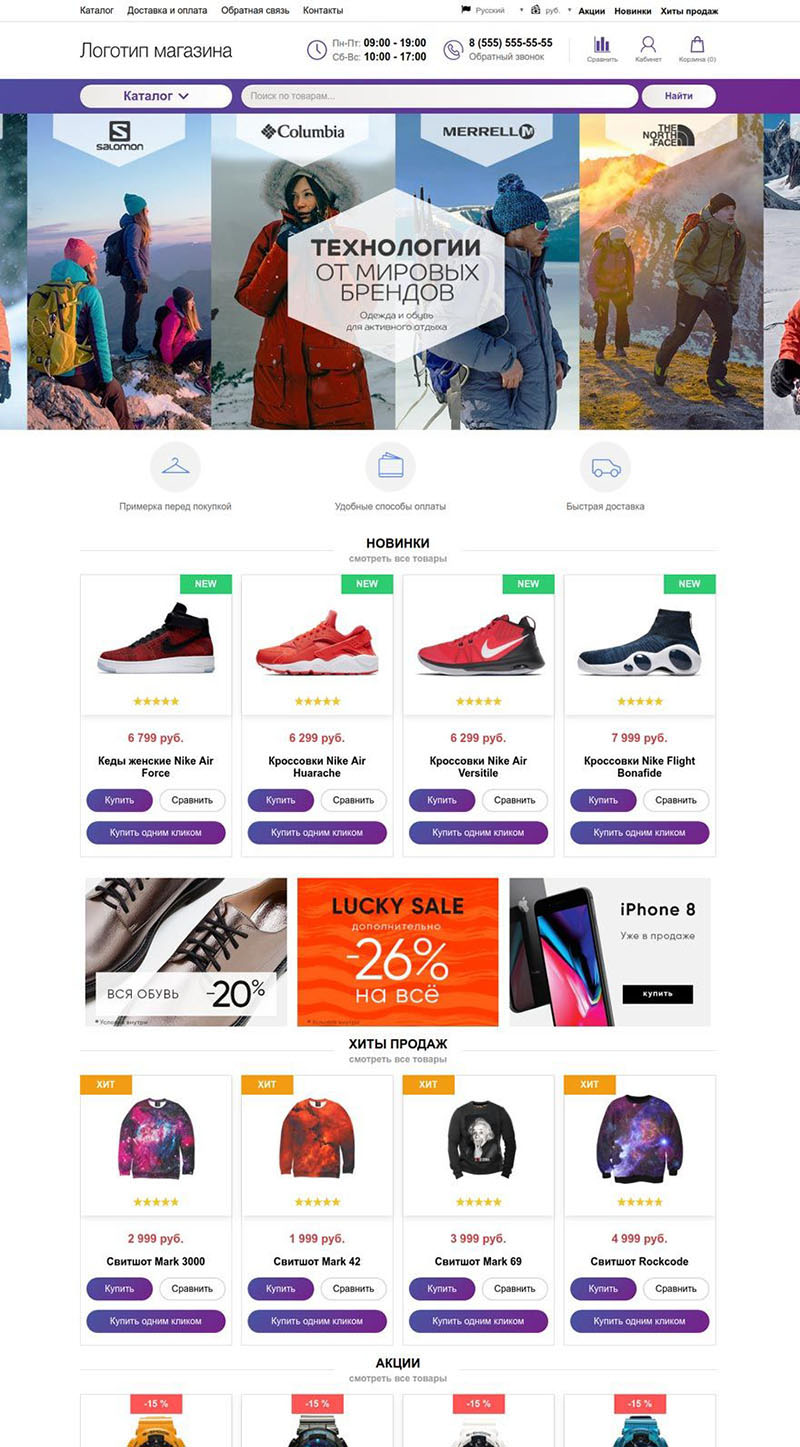 Каталог Доставка и оплата Обратная связь Контакты Русский руб. Акции Новинки Хиты продаж
Логотип магазина
Пн-Пт: 09:00 - 19:00
Сб-Вс: 10:00 - 17:00
8 (555) 555-55-55
Обратный звонок
Сравнить Кабинет Корзина (0)
Каталог Поиск по товарам... Найти
SALOMON Columbia MERRELL THE NORTH FACE
ТЕХНОЛОГИИ
ОТ МИРОВЫХ
БРЕНДОВ
Одежда и обувь
для активного отдыха
Примерка перед покупкой Удобные способы оплаты Быстрая доставка
НОВИНКИ
смотреть все товары
NEW NEW NEW NEW
6 799 руб. 6 299 руб. 6 299 руб. 7 999 руб.
Кеды женские Nike Air Force Кроссовки Nike Air Huarache Кроссовки Nike Air Versitile Кроссовки Nike Flight Bonafide
Купить Сравнить Купить Сравнить Купить Сравнить Купить Сравнить
Купить одним кликом Купить одним кликом Купить одним кликом Купить одним кликом
ВСЯ ОБУВЬ -20%
* Условия внутри
LUCKY SALE
дополнительно
-26%
на всё
* Условия внутри
iPhone 8
Уже в продаже
купить
ХИТЫ ПРОДАЖ
смотреть все товары
ХИТ ХИТ ХИТ ХИТ
2 999 руб. 1 999 руб. 3 999 руб. 4 999 руб.
Свитшот Mark 3000 Свитшот Mark 42 Свитшот Mark 69 Свитшот Rockcode
Купить Сравнить Купить Сравнить Купить Сравнить Купить Сравнить
Купить одним кликом Купить одним кликом Купить одним кликом Купить одним кликом
АКЦИИ
смотреть все товары
-15 % -15 % -15 % -15 %